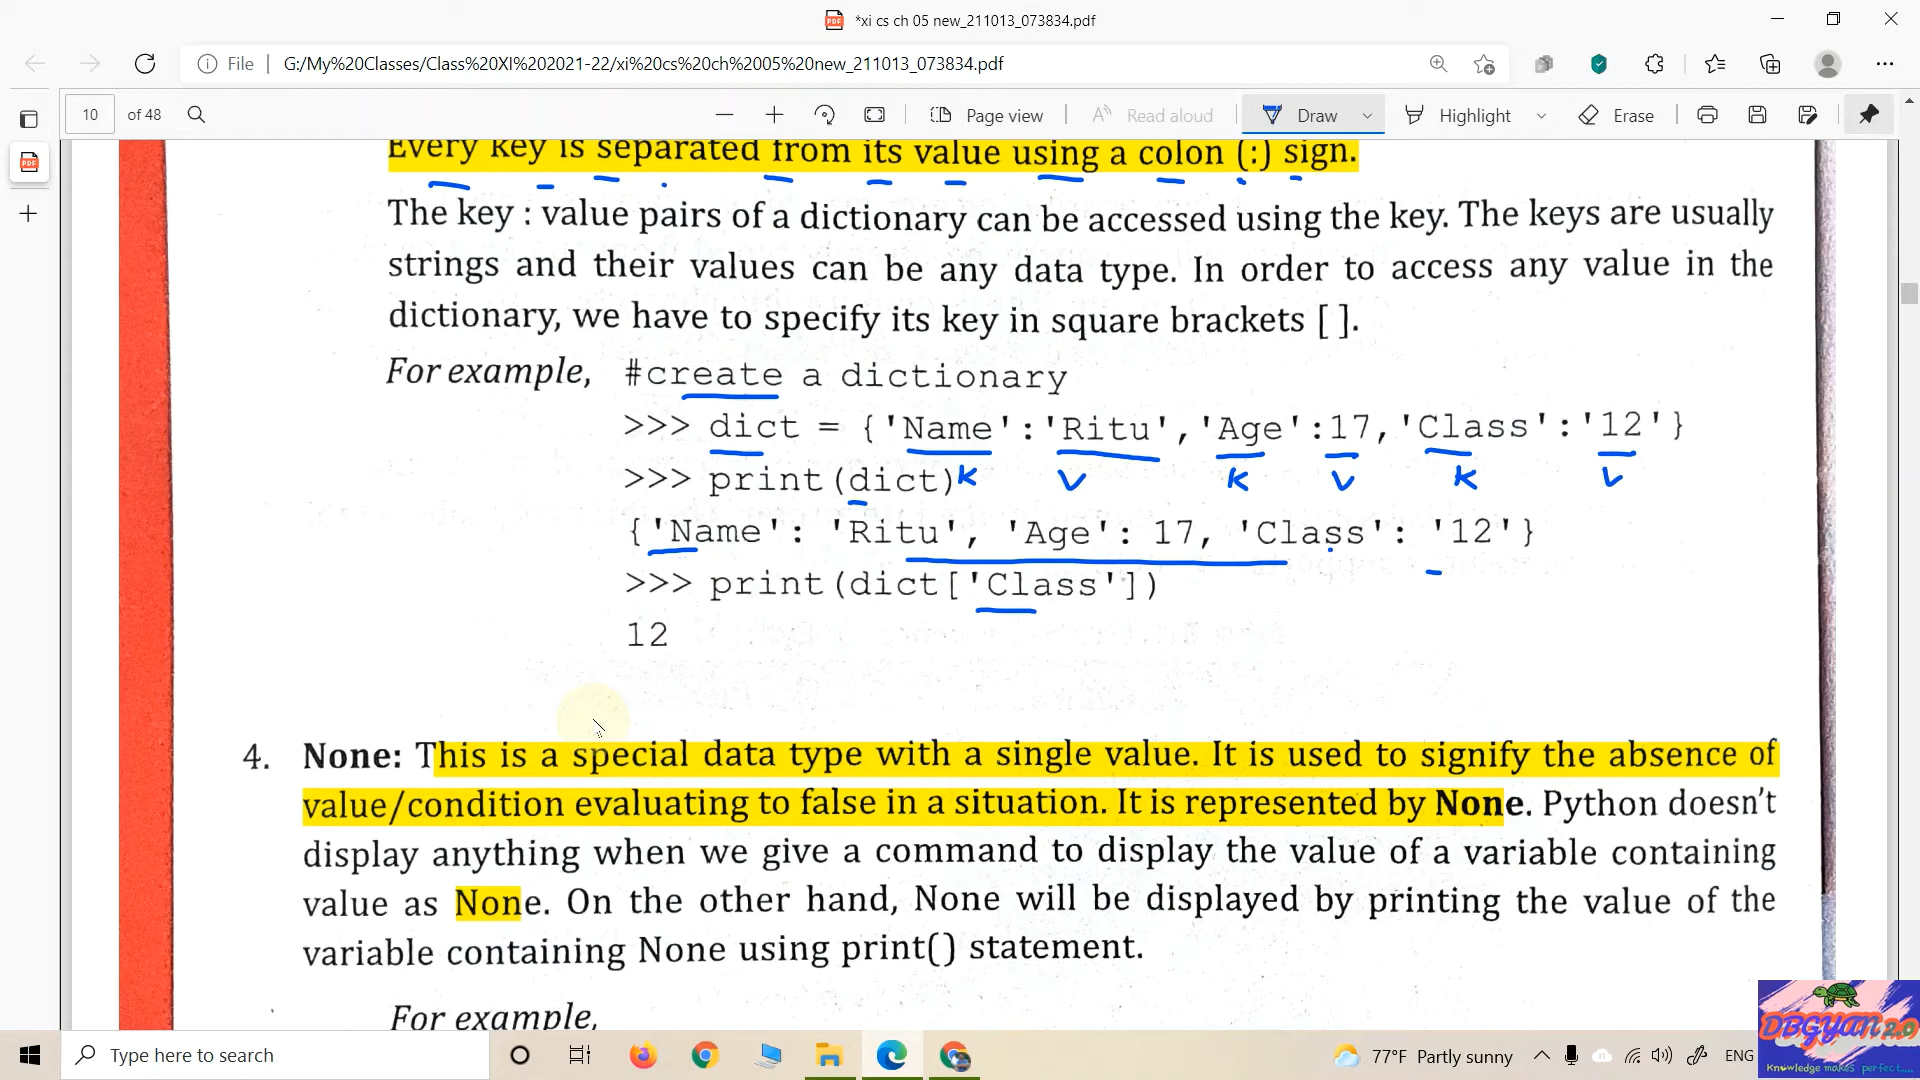 *xi cs ch 05 new_211013_073834.pdf
File | G:/My%20Classes/Class%20XI%202021-22/xi%20cs%20ch%2005%20new_211013_073834.pdf
10 of 48 Page view Read aloud Draw Highlight Erase
Every key is separated from its value using a colon (:) sign.
The key : value pairs of a dictionary can be accessed using the key. The keys are usually
strings and their values can be any data type. In order to access any value in the
dictionary, we have to specify its key in square brackets [ ].
For example, #create a dictionary
>>> dict = {'Name':'Ritu','Age':17,'Class':'12'}
>>> print(dict) K V K V K V
{'Name': 'Ritu', 'Age': 17, 'Class': '12'}
>>> print(dict['Class'])
12
4. None: This is a special data type with a single value. It is used to signify the absence of
value/condition evaluating to false in a situation. It is represented by None. Python doesn't
display anything when we give a command to display the value of a variable containing
value as None. On the other hand, None will be displayed by printing the value of the
variable containing None using print() statement.
For example,
DBGyan 2.0
Knowledge makes perfect....
Type here to search
77°F Partly sunny
ENG